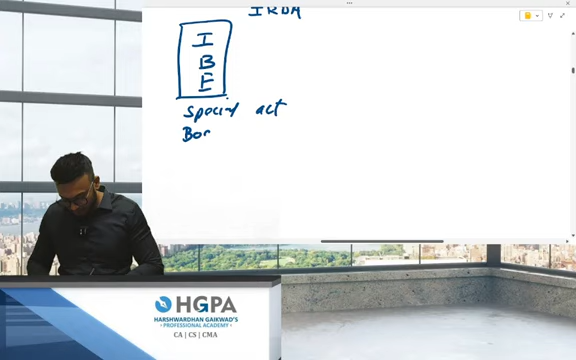 IRDA
I
B
E
Special act
Bor
HGPA
HARSHWARDHAN GAIKWAD'S
PROFESSIONAL ACADEMY
CA | CS | CMA